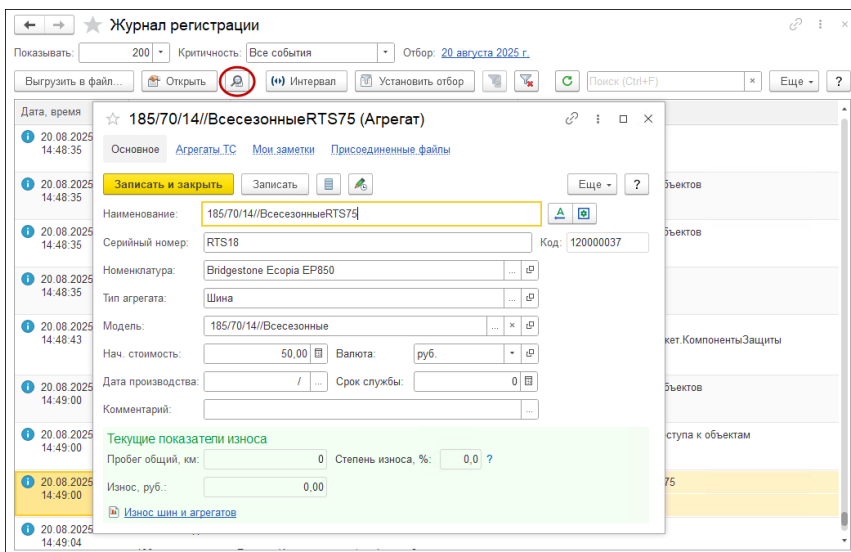 Журнал регистрации
Показывать: 200 Критичность: Все события Отбор: 20 августа 2025 г.
Выгрузить в файл... Открыть Интервал Установить отбор Поиск (Ctrl+F) × Еще ?
Дата, время
20.08.2025
14:48:35
20.08.2025 ъектов
14:48:35
20.08.2025 ъектов
14:48:35
20.08.2025
14:48:35
20.08.2025 кет.КомпонентыЗащиты
14:48:43
20.08.2025 ъектов
14:49:00
20.08.2025 ступа к объектам
14:49:00
20.08.2025 75
14:49:00
20.08.2025
14:49:04
185/70/14//ВсесезонныеRTS75 (Агрегат)
Основное Агрегаты ТС Мои заметки Присоединенные файлы
Записать и закрыть Записать Еще ?
Наименование: 185/70/14//ВсесезонныеRTS75
Серийный номер: RTS18 Код: 120000037
Номенклатура: Bridgestone Ecopia EP850 ...
Тип агрегата: Шина ...
Модель: 185/70/14//Всесезонные ... ×
Нач. стоимость: 50,00 Валюта: руб.
Дата производства: / ... Срок службы: 0
Комментарий: ...
Текущие показатели износа
Пробег общий, км: 0 Степень износа, %: 0,0 ?
Износ, руб.: 0,00
Износ шин и агрегатов